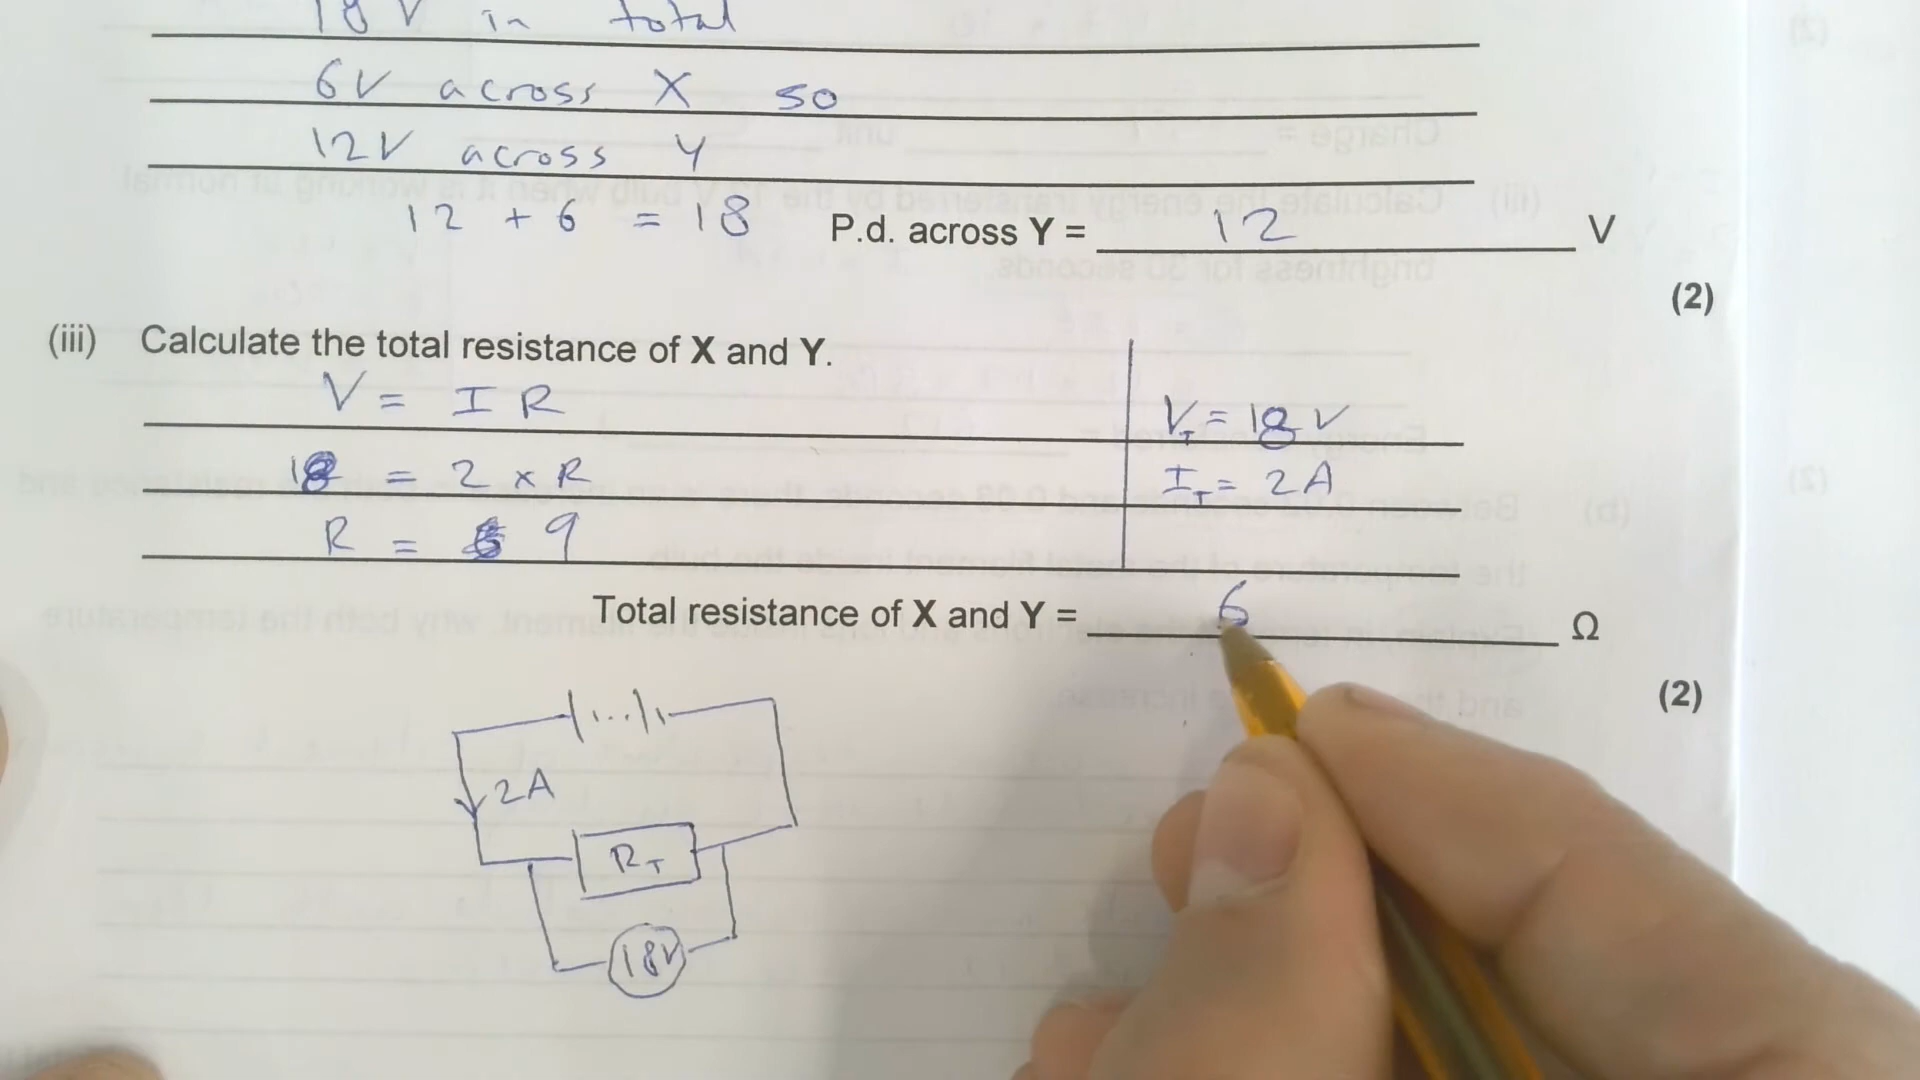 18 V in total
6V across X so
12V across Y
12 + 6 = 18 P.d. across Y = 12 V
(2)
(iii) Calculate the total resistance of X and Y.
V = I R
V_T = 18 V
18 = 2 x R
I_T = 2A
R = 9
Total resistance of X and Y = 6 Ω
(2)
2A
R_T
18V